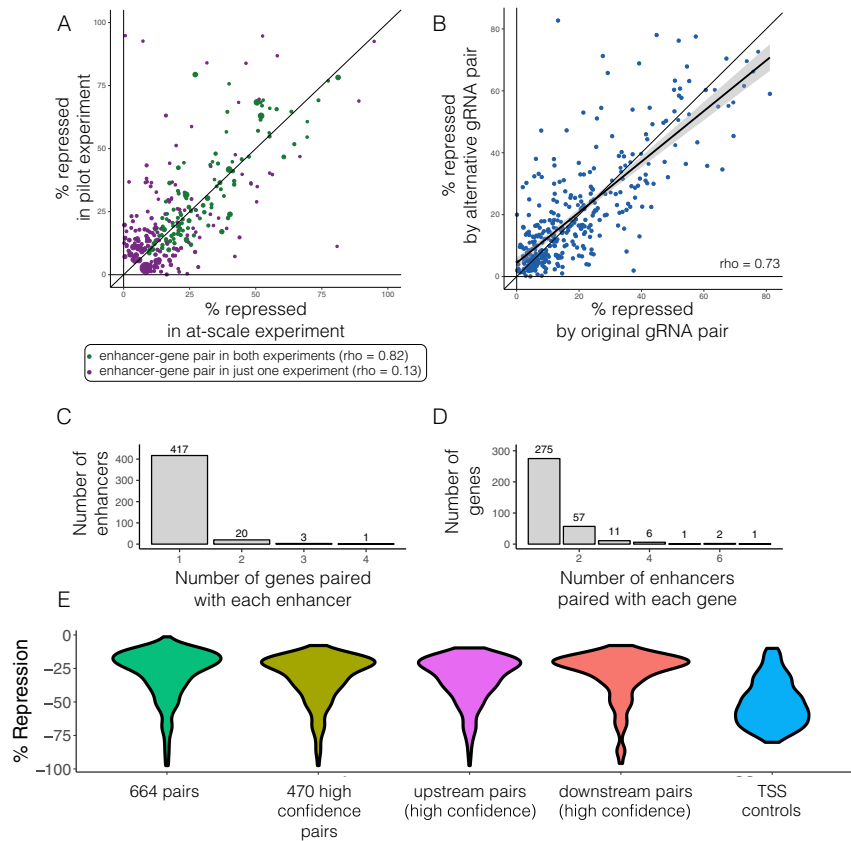 A
% repressed
in pilot experiment
100
75
50
25
0
0
25
50
75
100
% repressed
in at-scale experiment
enhancer-gene pair in both experiments (rho = 0.82)
enhancer-gene pair in just one experiment (rho = 0.13)
B
% repressed
by alternative gRNA pair
80
60
40
20
0
rho = 0.73
0
20
40
60
80
% repressed
by original gRNA pair
C
Number of
enhancers
400
300
200
100
0
417
20
3
1
1
2
3
4
Number of genes paired
with each enhancer
D
Number of
genes
300
200
100
0
275
57
11
6
1
2
1
2
4
6
Number of enhancers
paired with each gene
E
% Repression
0
−25
−50
−75
−100
664 pairs
470 high
confidence
pairs
upstream pairs
(high confidence)
downstream pairs
(high confidence)
TSS
controls